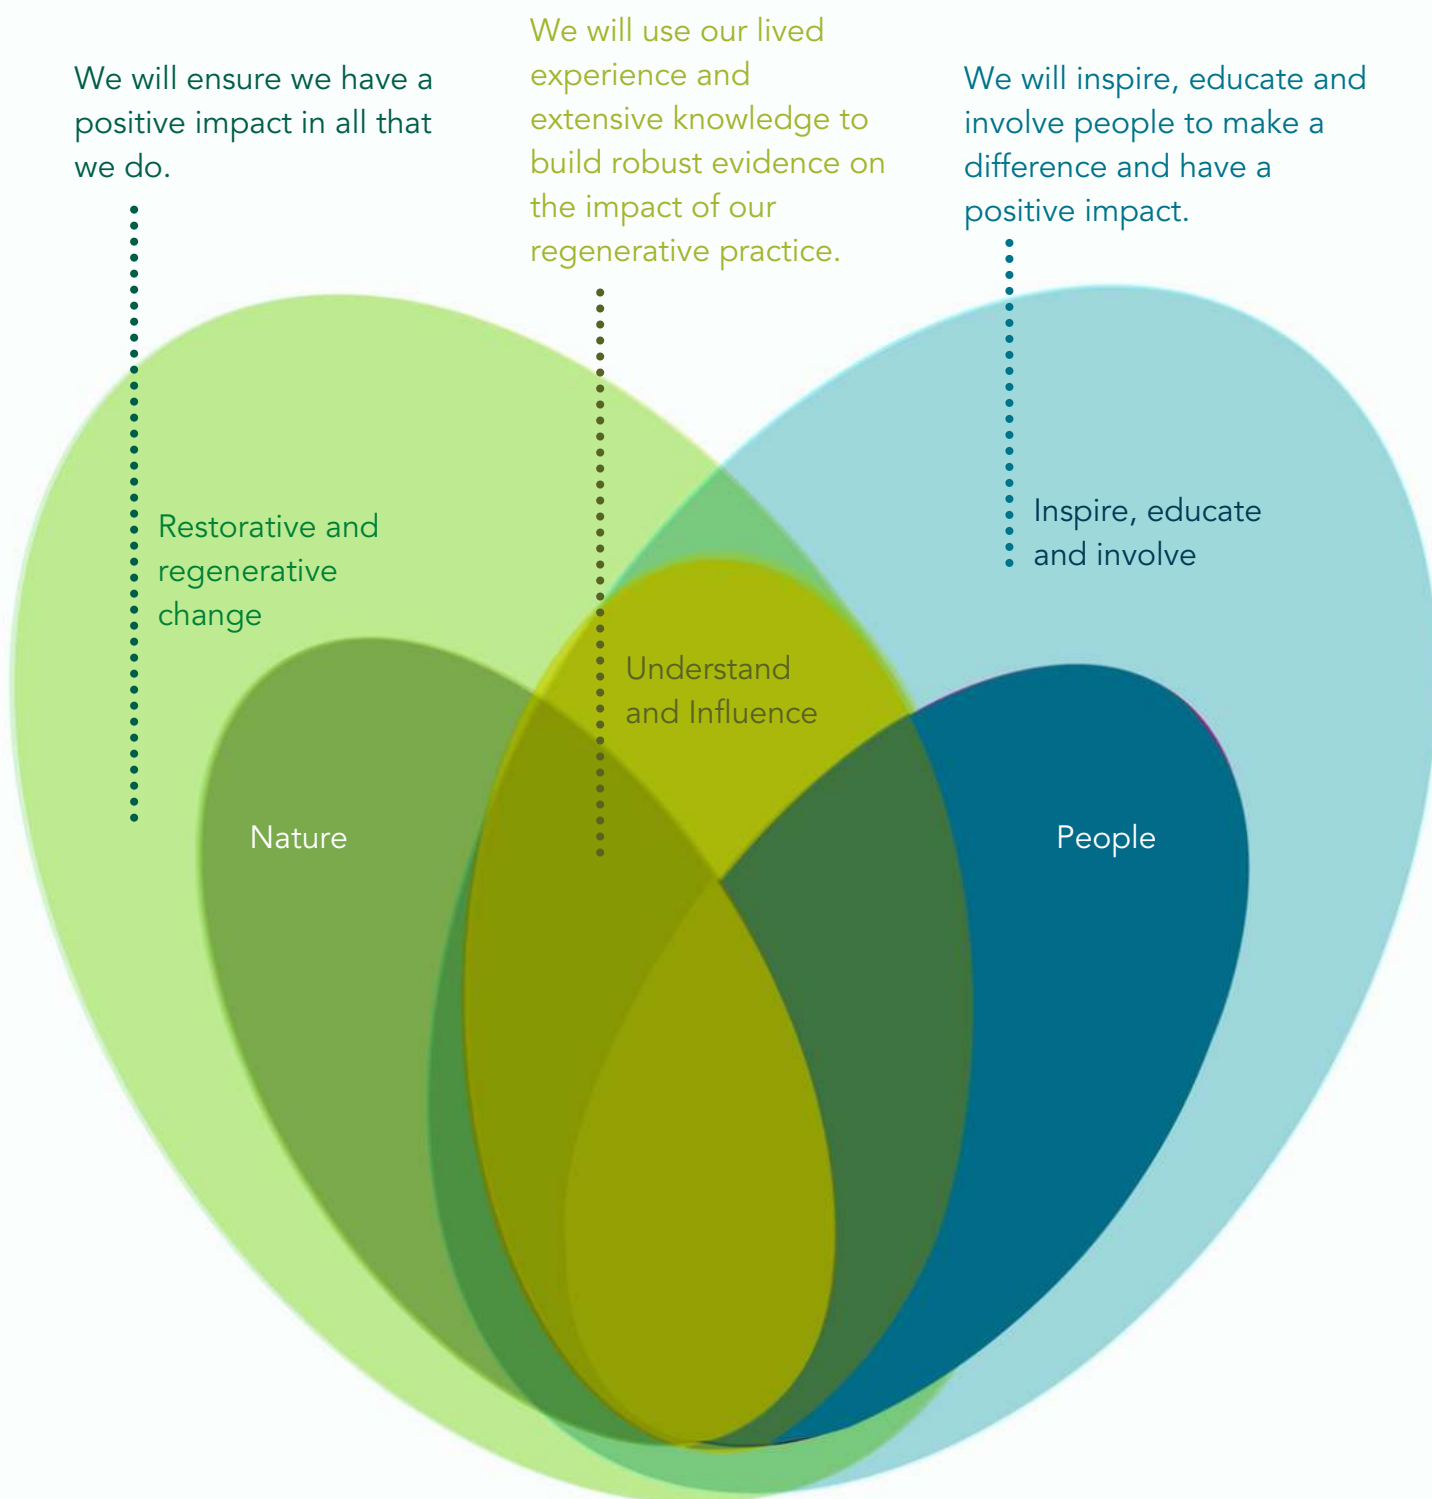 We will ensure we have a
positive impact in all that
we do.
We will use our lived
experience and
extensive knowledge to
build robust evidence on
the impact of our
regenerative practice.
We will inspire, educate and
involve people to make a
difference and have a
positive impact.
Restorative and
regenerative
change
Understand
and Influence
Inspire, educate
and involve
Nature
People